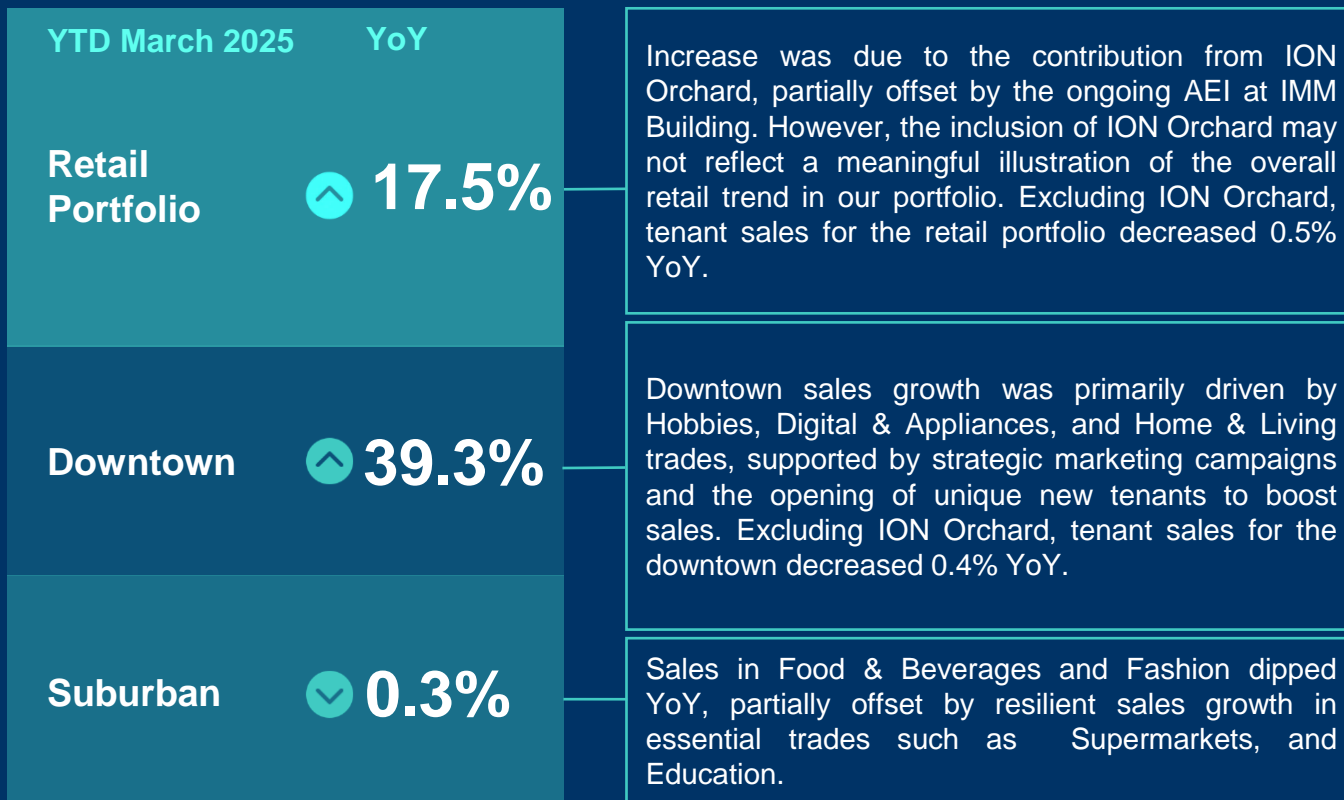 YTD March 2025 YoY
Retail
Portfolio
17.5%
Increase was due to the contribution from ION
Orchard, partially offset by the ongoing AEI at IMM
Building. However, the inclusion of ION Orchard may
not reflect a meaningful illustration of the overall
retail trend in our portfolio. Excluding ION Orchard,
tenant sales for the retail portfolio decreased 0.5%
YoY.
Downtown
39.3%
Downtown sales growth was primarily driven by
Hobbies, Digital & Appliances, and Home & Living
trades, supported by strategic marketing campaigns
and the opening of unique new tenants to boost
sales. Excluding ION Orchard, tenant sales for the
downtown decreased 0.4% YoY.
Suburban
0.3%
Sales in Food & Beverages and Fashion dipped
YoY, partially offset by resilient sales growth in
essential trades such as Supermarkets, and
Education.